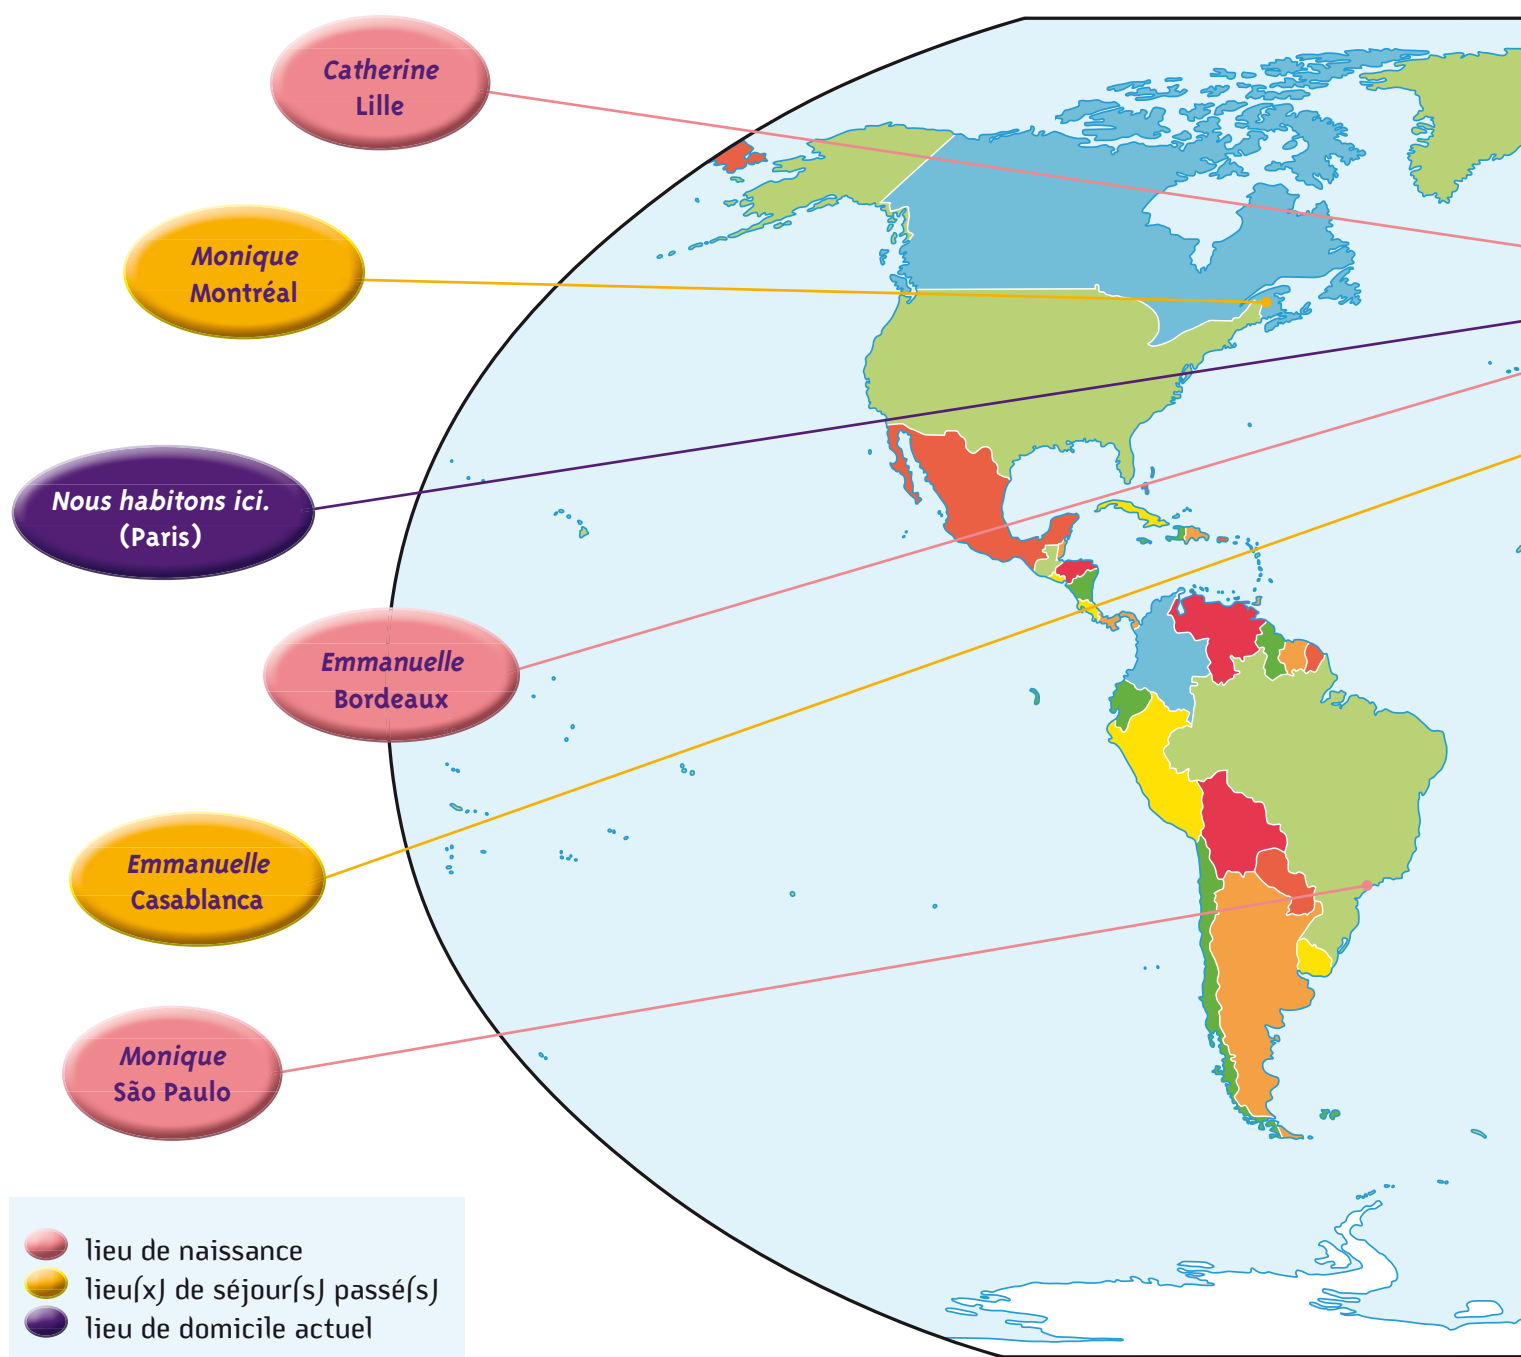 Catherine
Lille
Monique
Montréal
Nous habitons ici.
(Paris)
Emmanuelle
Bordeaux
Emmanuelle
Casablanca
Monique
São Paulo
lieu de naissance
lieu(x) de séjour(s) passé(s)
lieu de domicile actuel